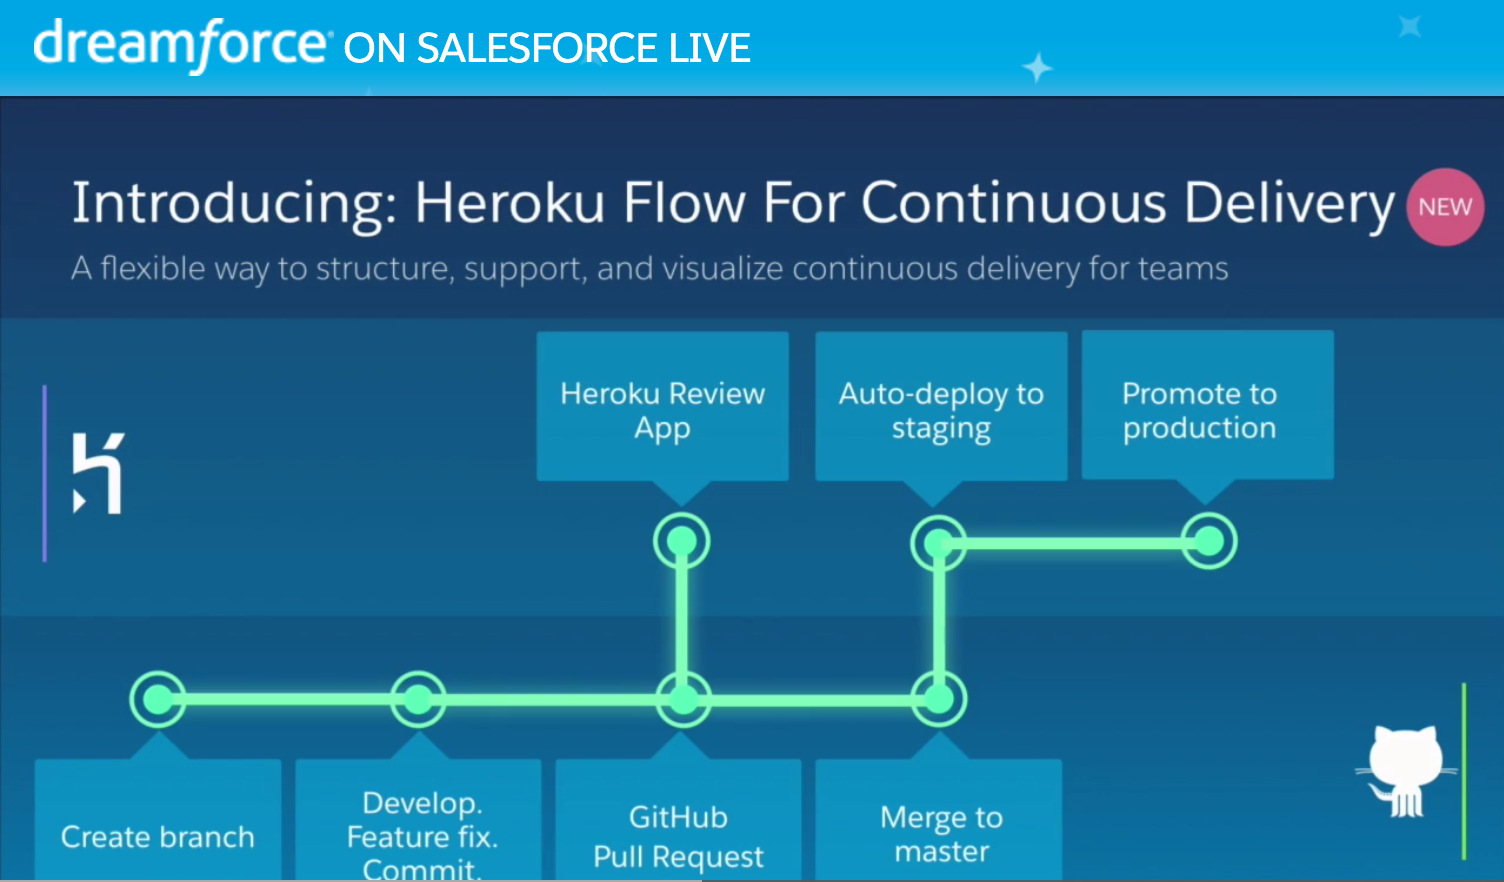 dreamforce ON SALESFORCE LIVE
Introducing: Heroku Flow For Continuous Delivery
NEW
A flexible way to structure, support, and visualize continuous delivery for teams
Heroku Review
App
Auto-deploy to
staging
Promote to
production
Create branch
Develop.
Feature fix.
Commit.
GitHub
Pull Request
Merge to
master